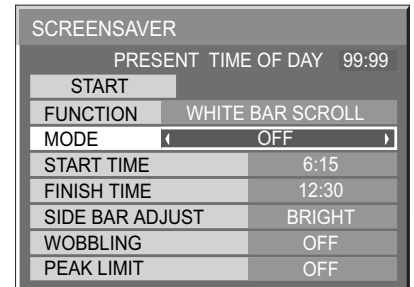 SCREENSAVER
PRESENT TIME OF DAY 99:99
START
FUNCTION WHITE BAR SCROLL
MODE OFF
START TIME 6:15
FINISH TIME 12:30
SIDE BAR ADJUST BRIGHT
WOBBLING OFF
PEAK LIMIT OFF